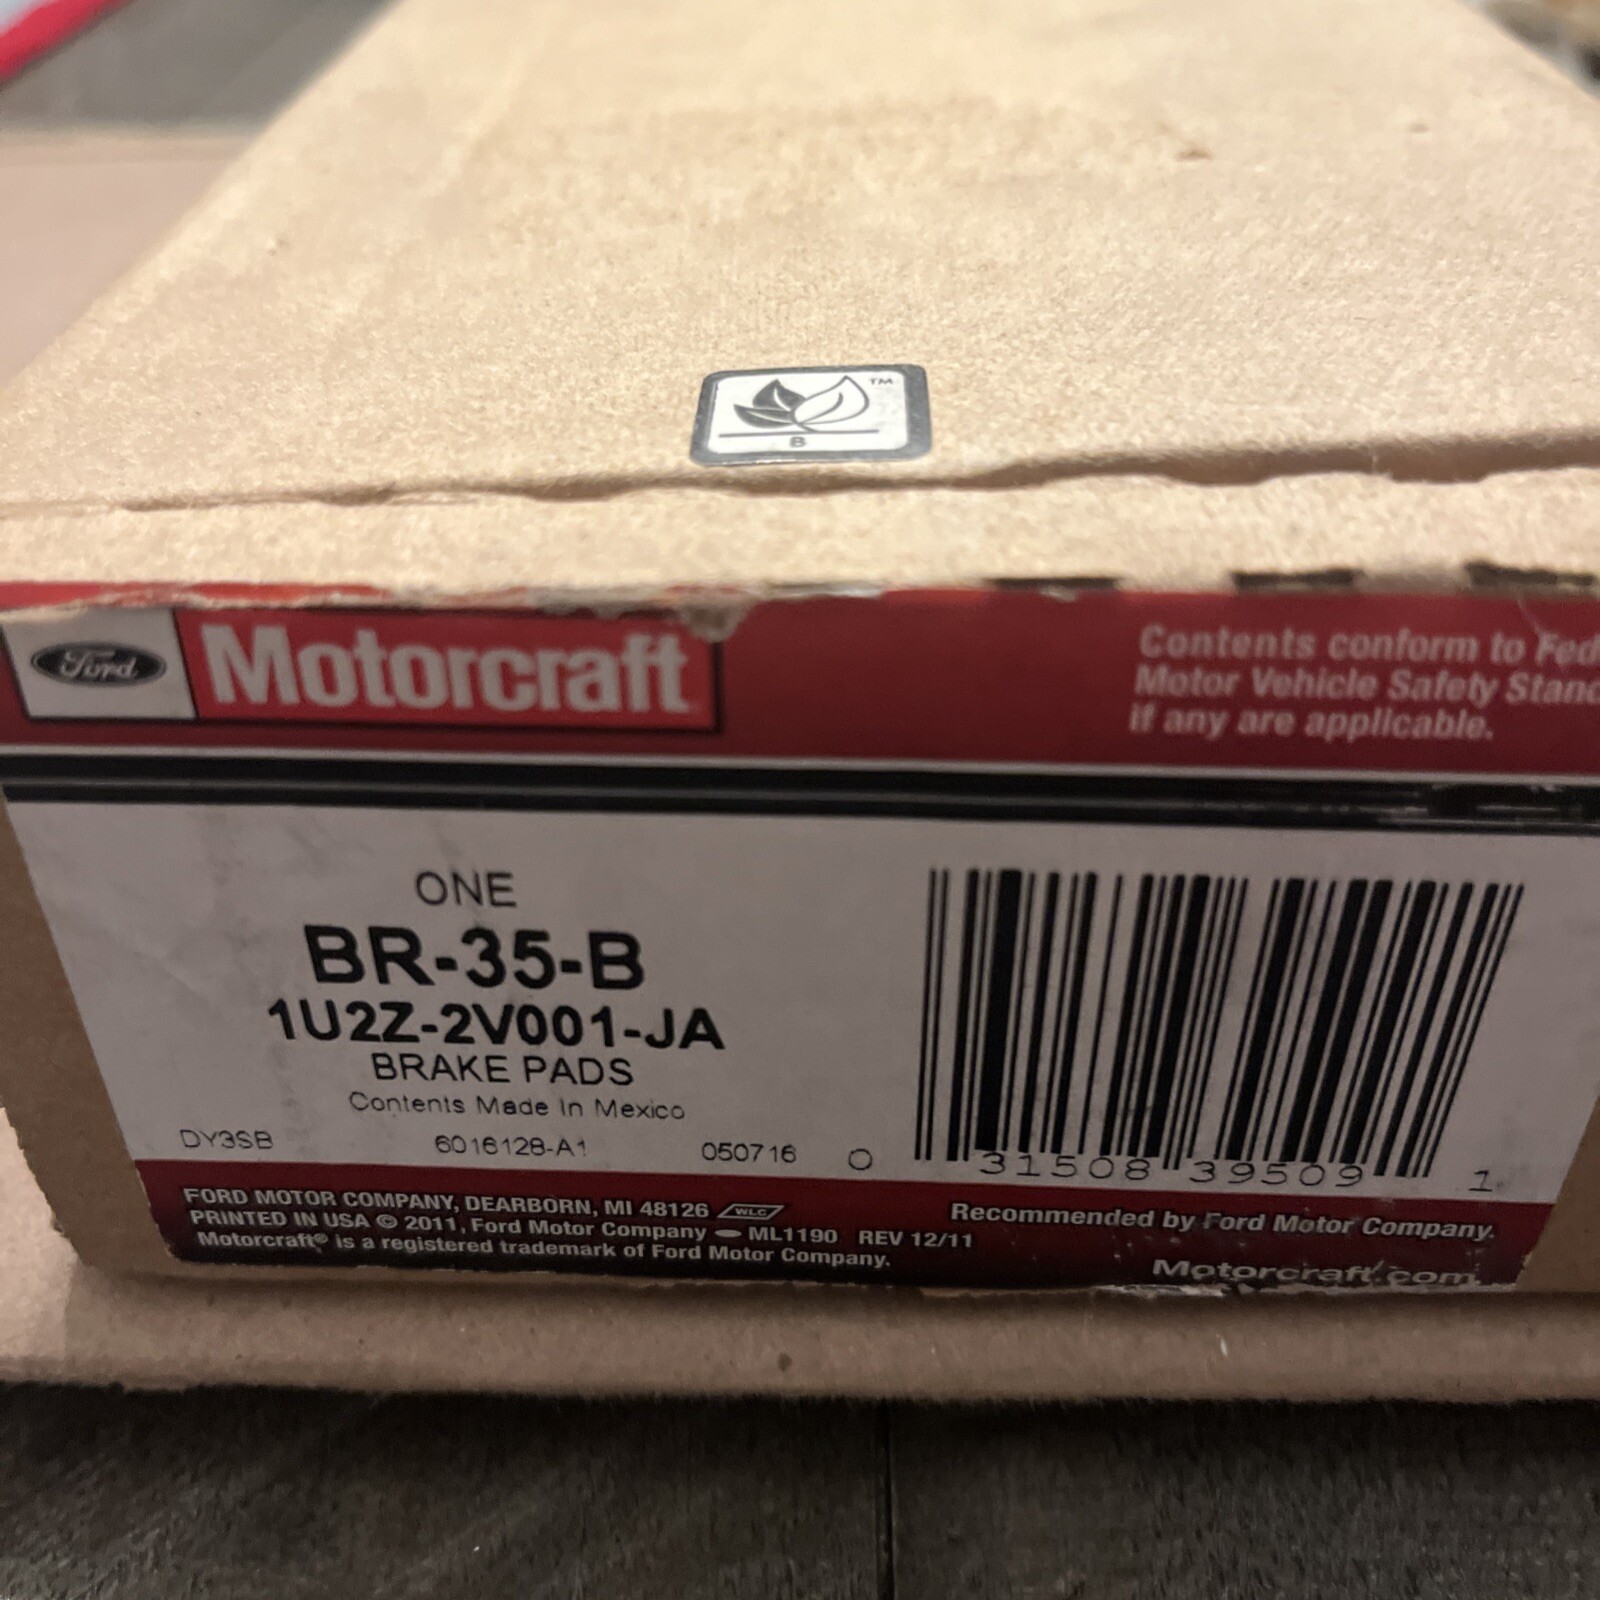 TM
B
Ford
Motorcraft
Contents conform to Fed
Motor Vehicle Safety Stand
if any are applicable.
ONE
BR-35-B
1U2Z-2V001-JA
BRAKE PADS
Contents Made In Mexico
DY3SB 6016128-A1 050716
0 31508 39509 1
FORD MOTOR COMPANY, DEARBORN, MI 48126 WLC
PRINTED IN USA © 2011, Ford Motor Company ML1190 REV 12/11
Motorcraft® is a registered trademark of Ford Motor Company.
Recommended by Ford Motor Company.
Motorcraft.com